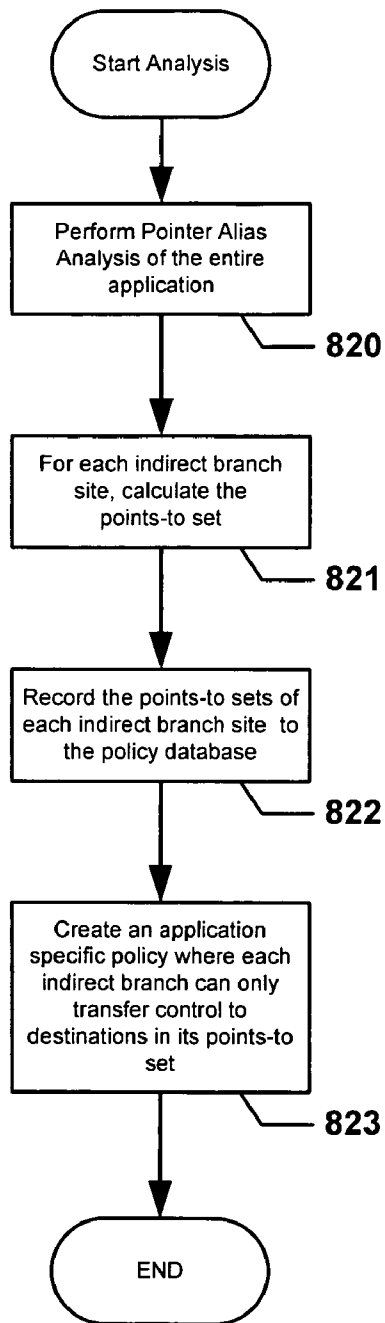 Start Analysis
Perform Pointer Alias
Analysis of the entire
application
820
For each indirect branch
site, calculate the
points-to set
821
Record the points-to sets of
each indirect branch site to
the policy database
822
Create an application
specific policy where each
indirect branch can only
transfer control to
destinations in its points-to
set
823
END